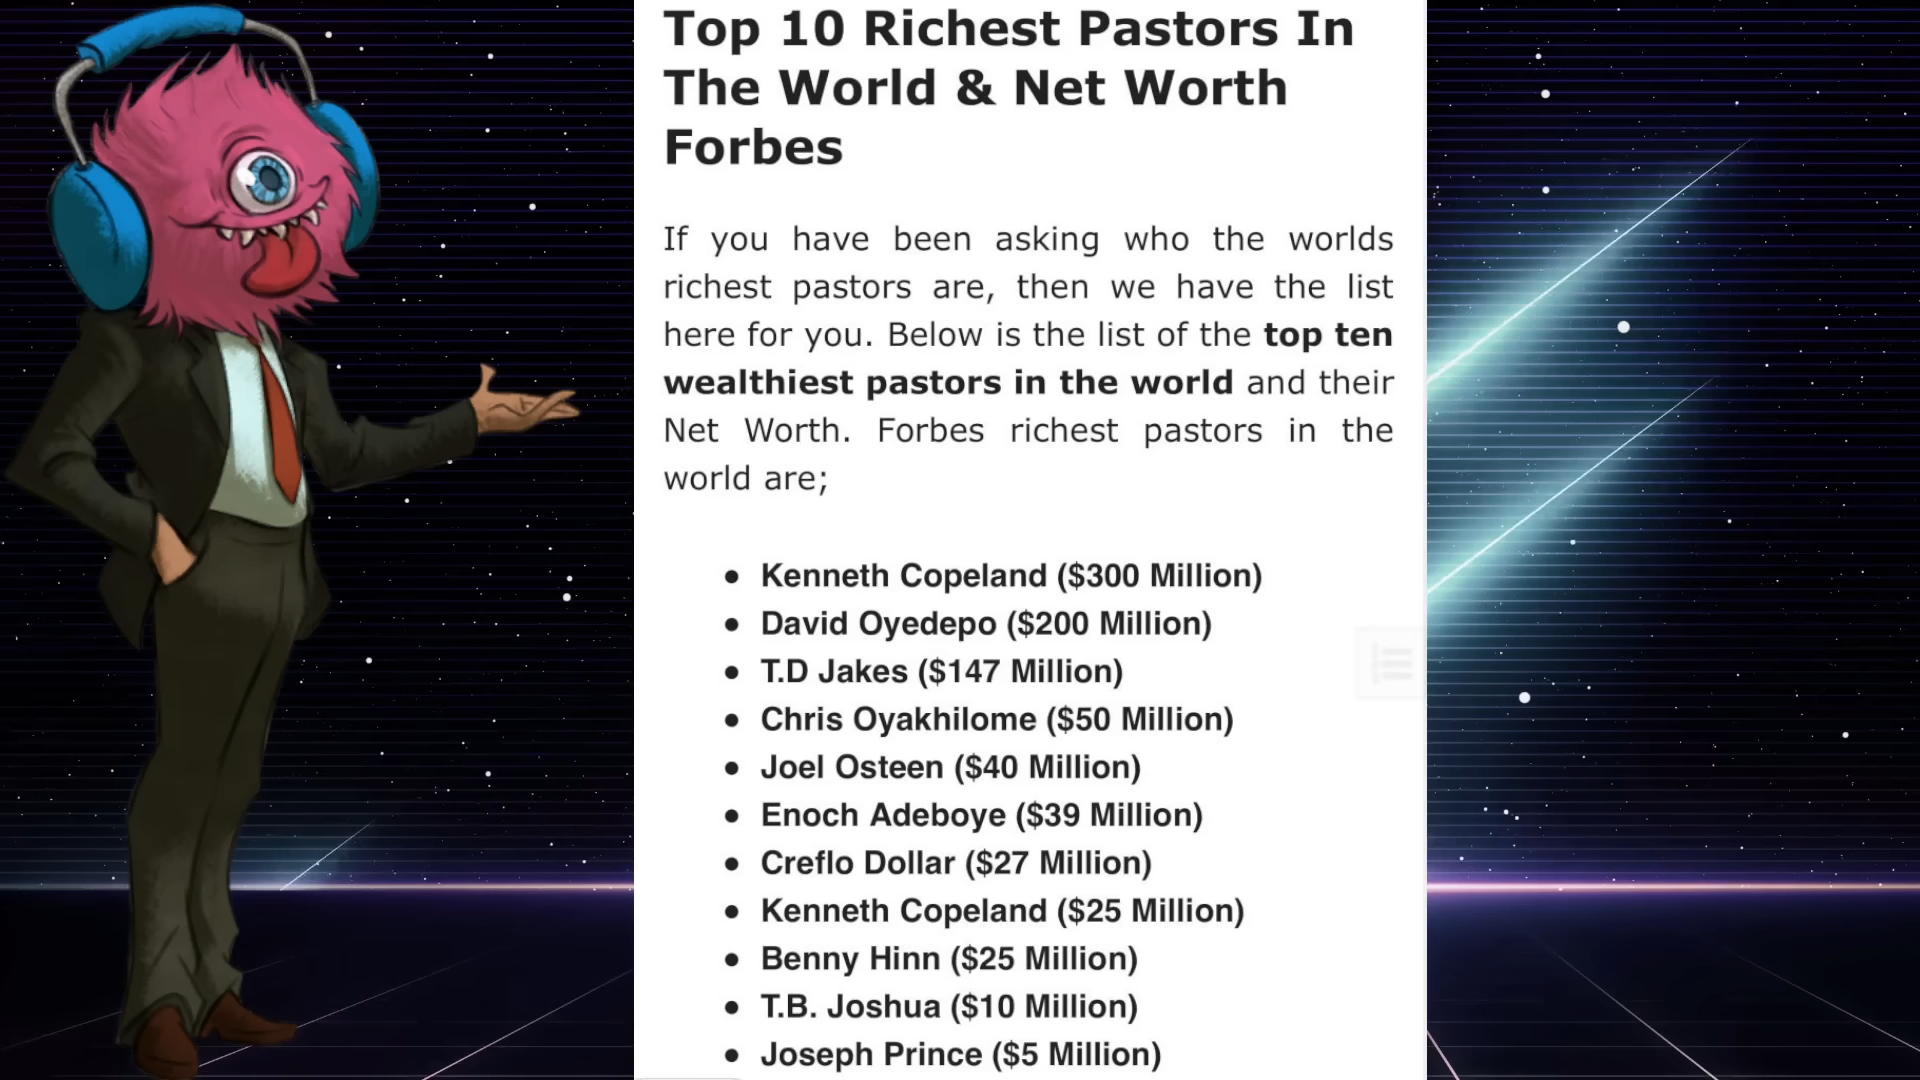 Top 10 Richest Pastors In
The World & Net Worth
Forbes
If you have been asking who the worlds
richest pastors are, then we have the list
here for you. Below is the list of the top ten
wealthiest pastors in the world and their
Net Worth. Forbes richest pastors in the
world are;
• Kenneth Copeland ($300 Million)
• David Oyedepo ($200 Million)
• T.D Jakes ($147 Million)
• Chris Oyakhilome ($50 Million)
• Joel Osteen ($40 Million)
• Enoch Adeboye ($39 Million)
• Creflo Dollar ($27 Million)
• Kenneth Copeland ($25 Million)
• Benny Hinn ($25 Million)
• T.B. Joshua ($10 Million)
• Joseph Prince ($5 Million)